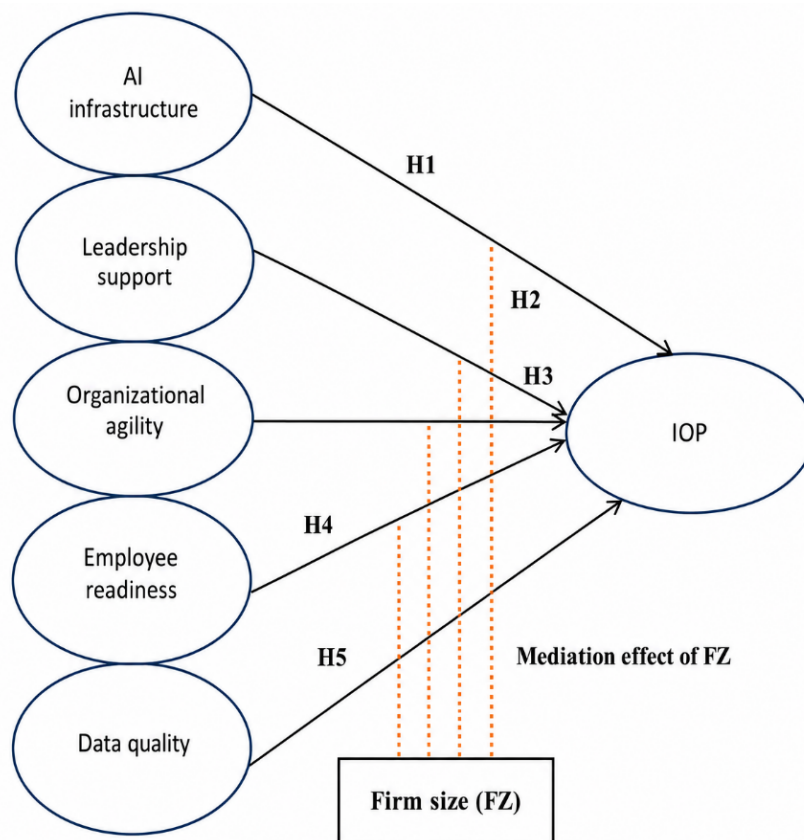 AI
infrastructure
H1
Leadership
support
H2
H3
Organizational
agility
IOP
H4
Employee
readiness
H5
Mediation effect of FZ
Data quality
Firm size (FZ)